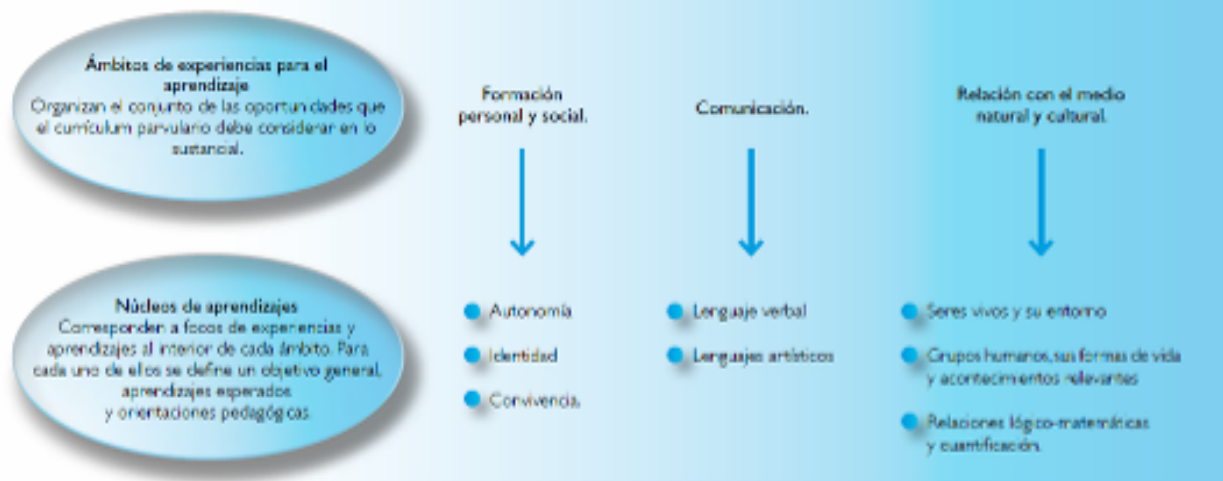 Ámbitos de experiencias para el
aprendizaje
Organizan el conjunto de las oportunidades que
el currículum parvulario debe considerar en lo
sustancial.
Formación
personal y social.
Comunicación.
Relación con el medio
natural y cultural.
Núcleos de aprendizajes
Corresponden a focos de experiencias y
aprendizajes al interior de cada ámbito. Para
cada uno de ellos se define un objetivo general,
aprendizajes esperados
y orientaciones pedagógicas.
Autonomía
Identidad
Convivencia.
Lenguaje verbal
Lenguajes artísticos
Seres vivos y su entorno
Grupos humanos, sus formas de vida
y acontecimientos relevantes
Relaciones lógico-matemáticas
y cuantificación.